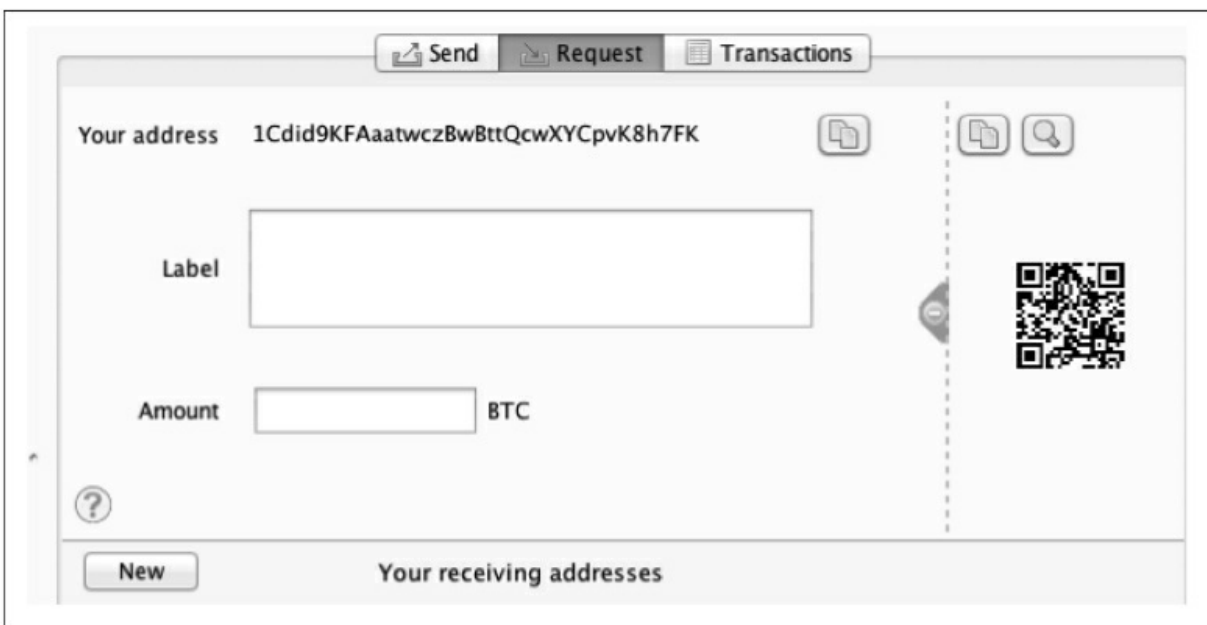 Send Request Transactions
Your address 1Cdid9KFAaatwczBwBttQcwXYCpvK8h7FK
Label
Amount BTC
?
New Your receiving addresses